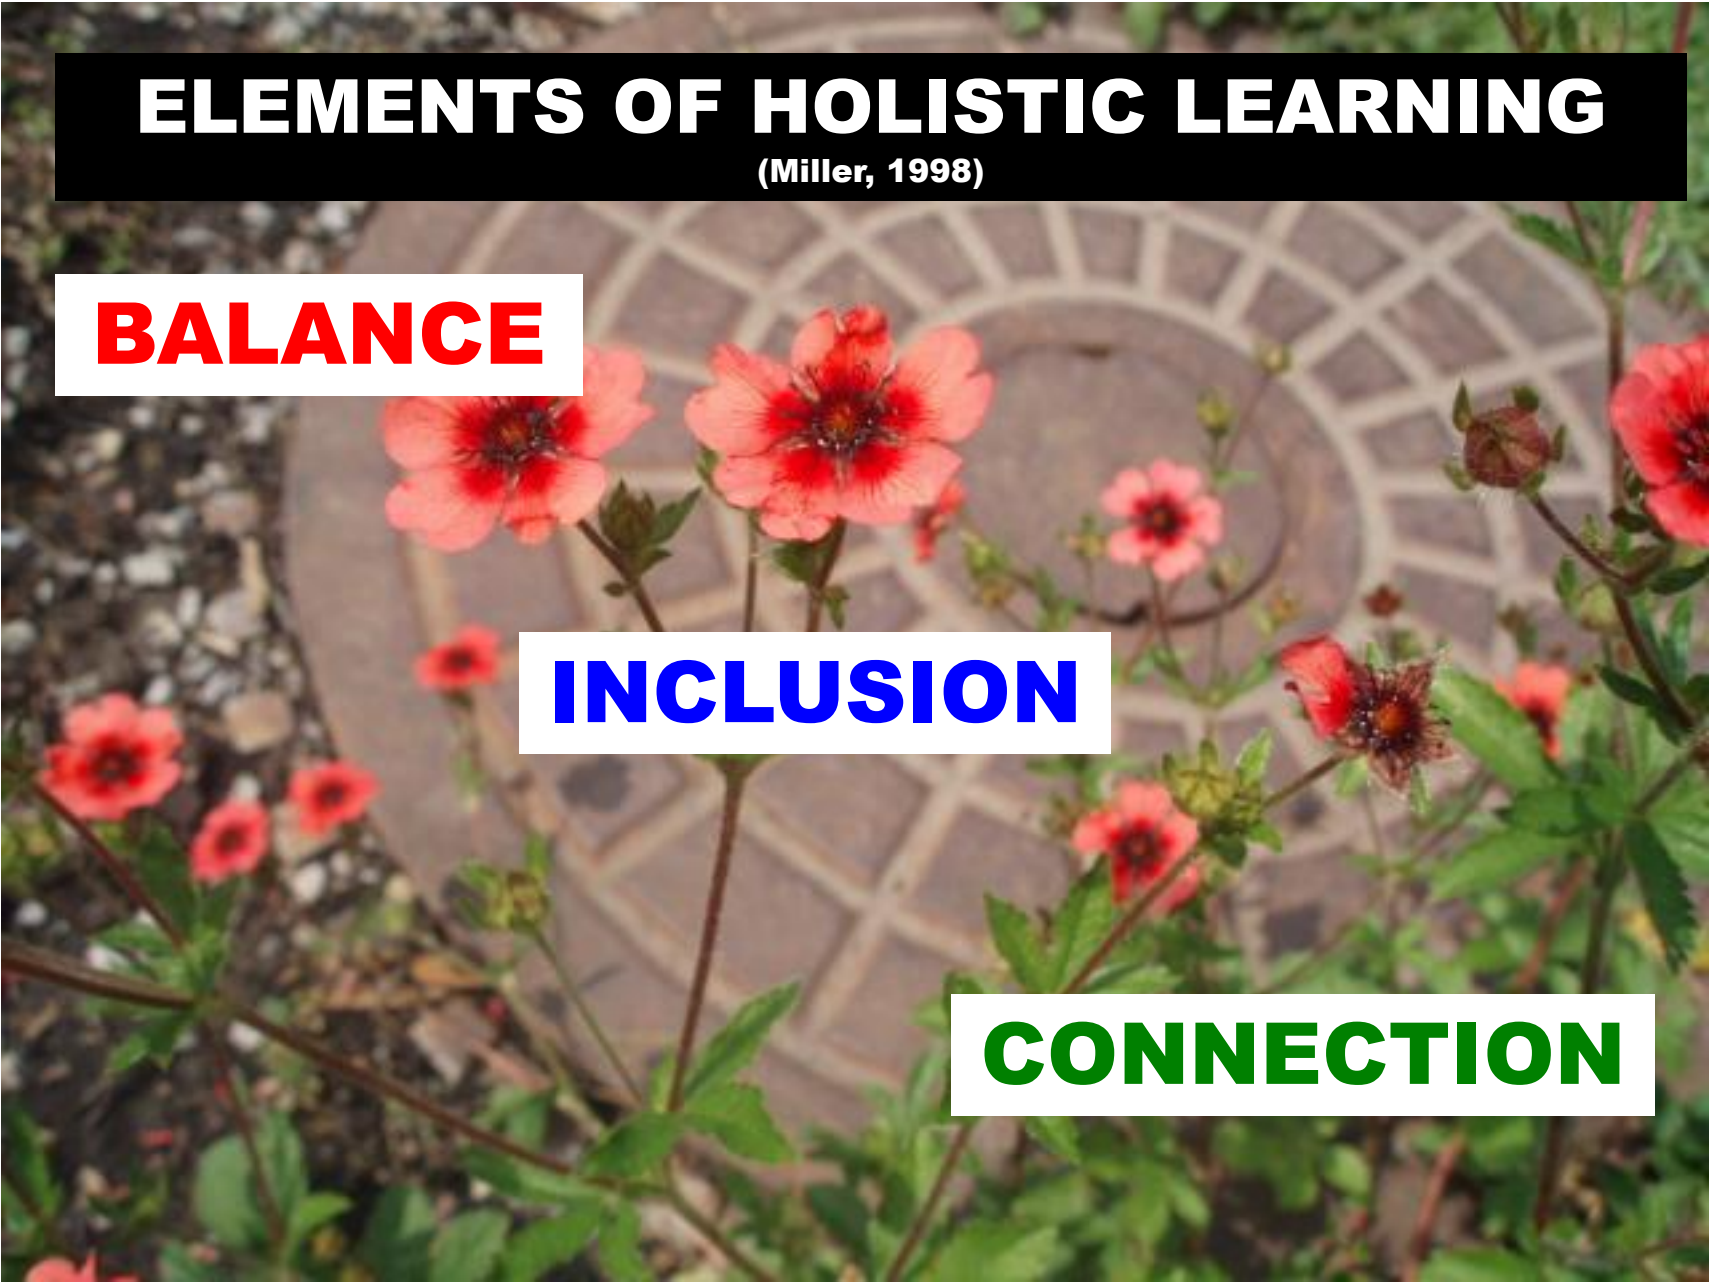 ELEMENTS OF HOLISTIC LEARNING
(Miller, 1998)
BALANCE
INCLUSION
CONNECTION